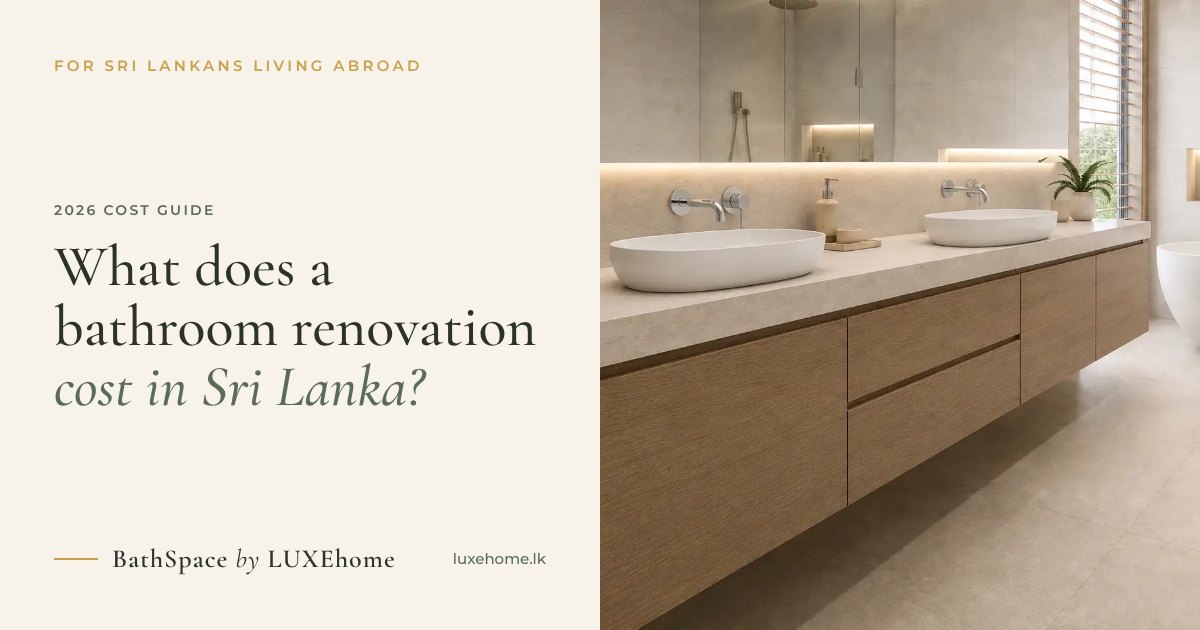 FOR SRI LANKANS LIVING ABROAD
2026 COST GUIDE
What does a
bathroom renovation
cost in Sri Lanka?
BathSpace by LUXEhome
luxehome.lk